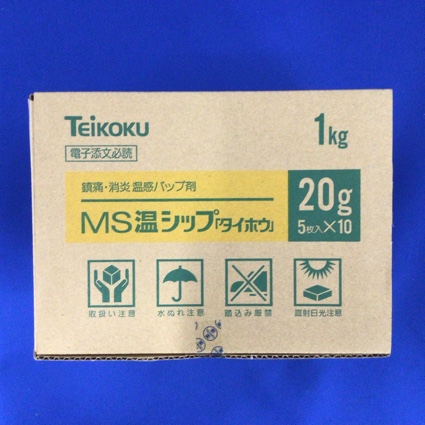 TEIKOKU
1kg
電子添文必読
鎮痛・消炎 温感パップ剤
MS温シップ「タイホウ」
20g
5枚入×10
取扱い注意
水ぬれ注意
踏込み厳禁
直射日光注意